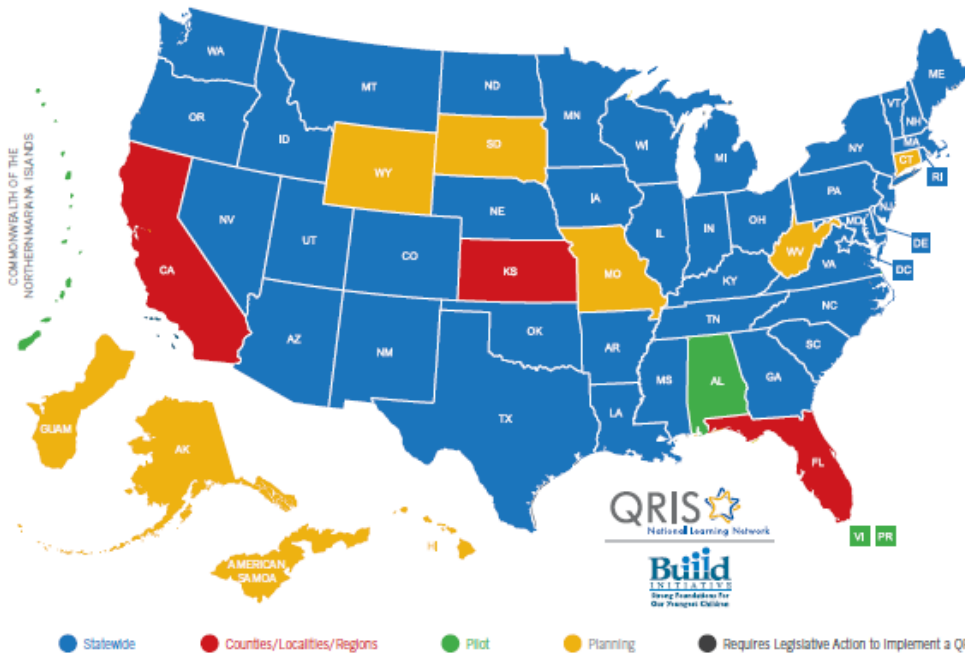 WA
MT
ND
MN
ME
VT
NH
MA
CT
RI
OR
ID
SD
WI
MI
NY
WY
NE
IA
PA
NJ
MD
DE
DC
NV
UT
CO
KS
MO
IL
IN
OH
WV
VA
KY
CA
AZ
NM
OK
AR
TN
NC
SC
TX
LA
MS
AL
GA
FL
COMMONWEALTH OF THE
NORTHERN MARIANA ISLANDS
GUAM
AK
HI
AMERICAN
SAMOA
VI PR
QRIS
National Learning Network
Build
INITIATIVE
Strong Foundations For
Our Youngest Children
Statewide
Counties/Localities/Regions
Pilot
Planning
Requires Legislative Action to Implement a